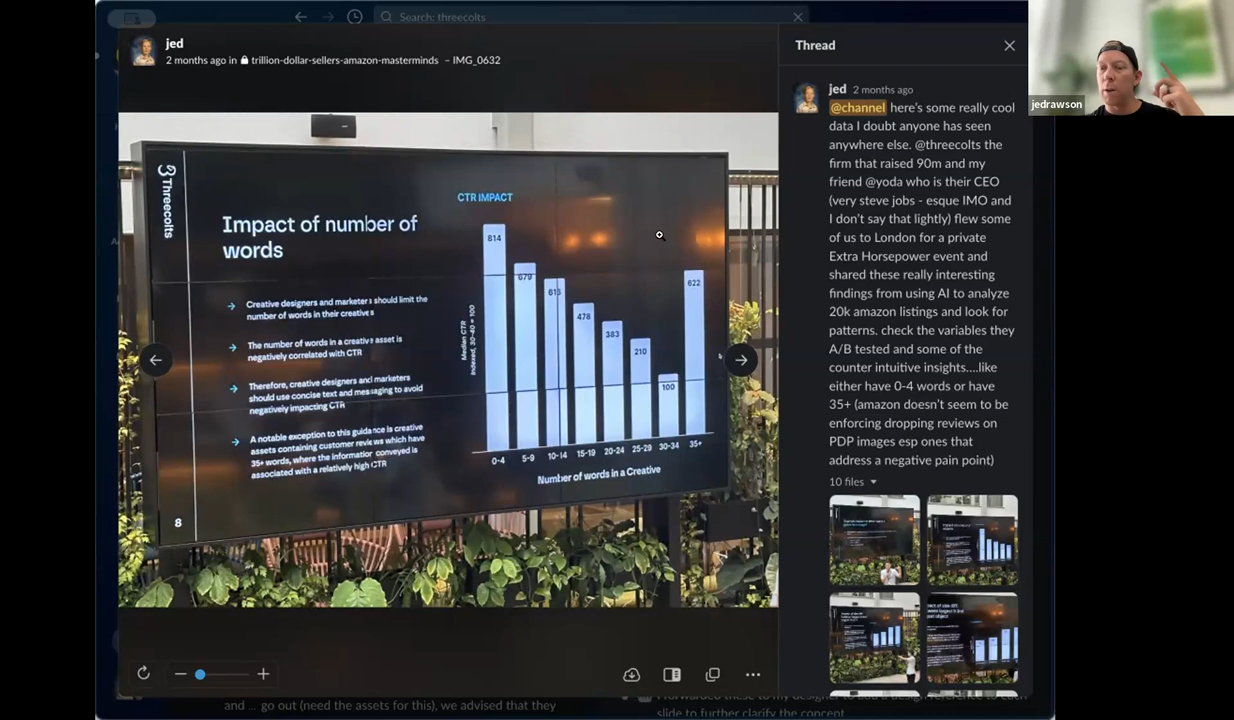 Search: threecolts
jed
2 months ago in trillion-dollar-sellers-amazon-masterminds – IMG_0632
Threecolts
Impact of number of
words
Creative designers and marketers should limit the
number of words in their creatives
The number of words in a creative asset is
negatively correlated with CTR
Therefore, creative designers and marketers
should use concise text and messaging to avoid
negatively impacting CTR
A notable exception to this guidance is creative
assets containing customer reviews which have
35+ words, where the information conveyed is
associated with a relatively high CTR
8
CTR IMPACT
Median CTR
Indexed, 30-40 = 100
814
679
615
478
383
210
100
622
0-4
5-9
10-14
15-19
20-24
25-29
30-34
35+
Number of words in a Creative
Thread
jed 2 months ago
@channel here's some really cool
data I doubt anyone has seen
anywhere else. @threecolts the
firm that raised 90m and my
friend @yoda who is their CEO
(very steve jobs - esque IMO and
I don't say that lightly) flew some
of us to London for a private
Extra Horsepower event and
shared these really interesting
findings from using AI to analyze
20k amazon listings and look for
patterns. check the variables they
A/B tested and some of the
counter intuitive insights....like
either have 0-4 words or have
35+ (amazon doesn't seem to be
enforcing dropping reviews on
PDP images esp ones that
address a negative pain point)
10 files
jedrawson
and ... go out (need the assets for this), we advised that they
slide to further clarify the concept